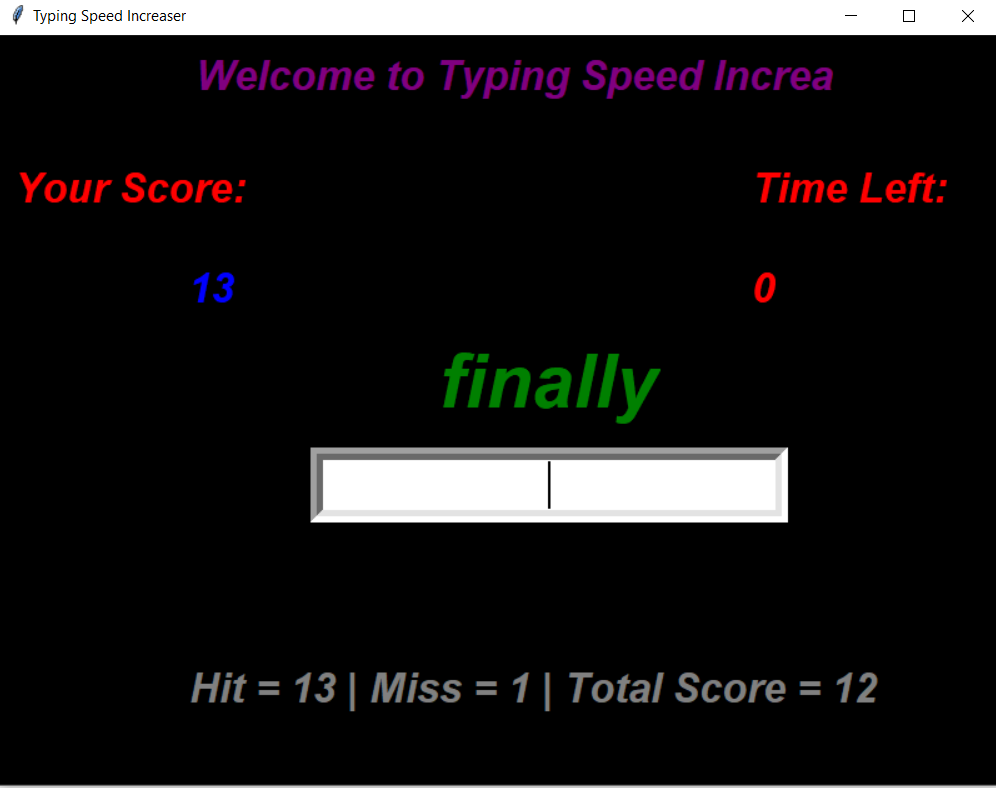 Typing Speed Increaser
Welcome to Typing Speed Increa
Your Score:
Time Left:
13
0
finally
Hit = 13 | Miss = 1 | Total Score = 12